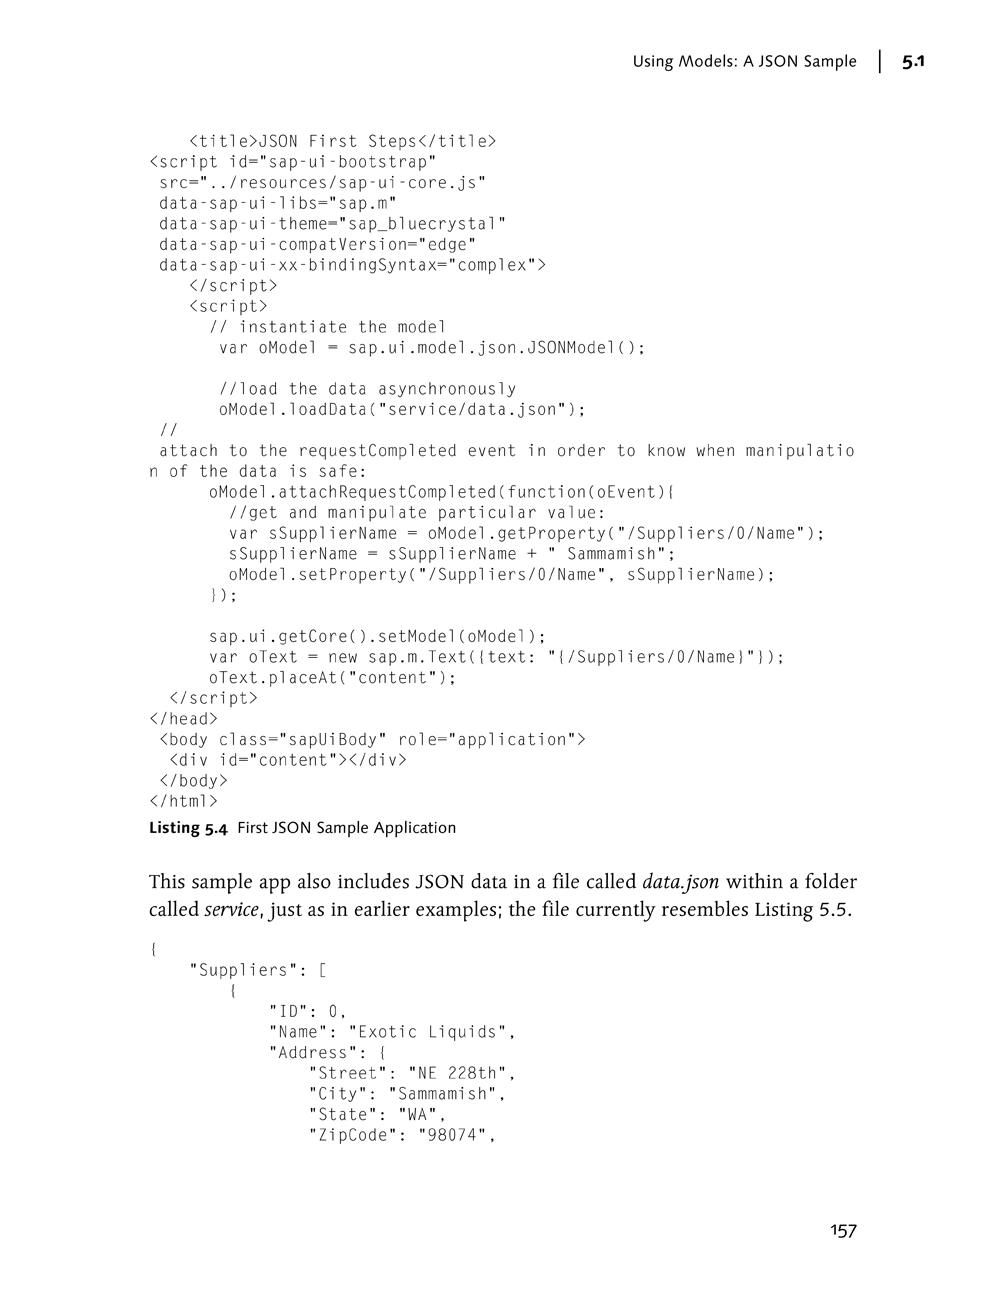 Using Models: A JSON Sample | 5.1
<title>JSON First Steps</title>
<script id="sap-ui-bootstrap"
src="../resources/sap-ui-core.js"
data-sap-ui-libs="sap.m"
data-sap-ui-theme="sap_bluecrystal"
data-sap-ui-compatVersion="edge"
data-sap-ui-xx-bindingSyntax="complex">
</script>
<script>
// instantiate the model
var oModel = sap.ui.model.json.JSONModel();
//load the data asynchronously
oModel.loadData("service/data.json");
//
attach to the requestCompleted event in order to know when manipulatio
n of the data is safe:
oModel.attachRequestCompleted(function(oEvent){
//get and manipulate particular value:
var sSupplierName = oModel.getProperty("/Suppliers/0/Name");
sSupplierName = sSupplierName + " Sammamish";
oModel.setProperty("/Suppliers/0/Name", sSupplierName);
});
sap.ui.getCore().setModel(oModel);
var oText = new sap.m.Text({text: "{/Suppliers/0/Name}"});
oText.placeAt("content");
</script>
</head>
<body class="sapUiBody" role="application">
<div id="content"></div>
</body>
</html>
Listing 5.4 First JSON Sample Application
This sample app also includes JSON data in a file called data.json within a folder
called service, just as in earlier examples; the file currently resembles Listing 5.5.
{
"Suppliers": [
{
"ID": 0,
"Name": "Exotic Liquids",
"Address": {
"Street": "NE 228th",
"City": "Sammamish",
"State": "WA",
"ZipCode": "98074",
157